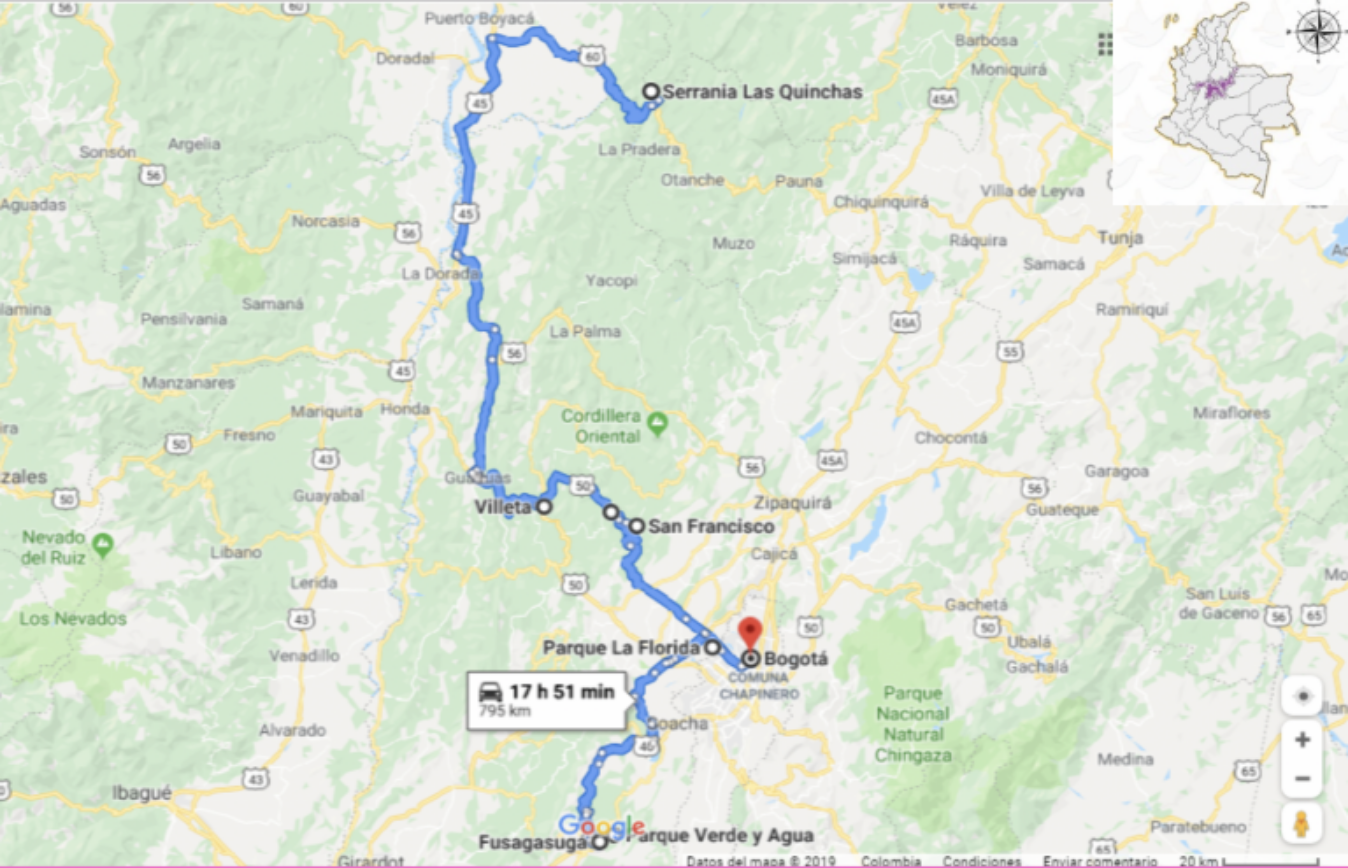 56
60
Puerto Boyacá
Barbosa
Doradal
60
Moniquirá
Serrania Las Quinchas
45
45A
Argelia
Sonsón
La Pradera
56
Otanche
Pauna
Villa de Leyva
Aguadas
Chiquinquirá
Norcasia
45
56
Muzo
Ráquira
Tunja
Simijacá
Samacá
La Dorada
Yacopi
Samaná
Pensilvania
La Palma
45A
Ramiriquí
56
55
45
Manzanares
Mariquita
Honda
Cordillera
Oriental
Miraflores
Fresno
50
Chocontá
43
56
45A
Garagoa
zales
Guaduas
50
56
50
Guayabal
Villeta
Zipaquirá
Guateque
San Francisco
Nevado
del Ruiz
Líbano
Cajicá
Lerida
50
San Luis
de Gaceno
Gachetá
Los Nevados
43
50
50
56
65
Ubalá
Venadillo
Parque La Florida
Bogotá
Gachalá
COMUNA
CHAPINERO
17 h 51 min
795 km
Parque
Nacional
Natural
Chingaza
Alvarado
Soacha
45
Medina
43
65
Ibagué
Google
Parque Verde y Agua
Paratebueno
Fusagasuga
65
Girardot
Datos del mapa © 2019
Colombia
Condiciones
Enviar comentario
20 km